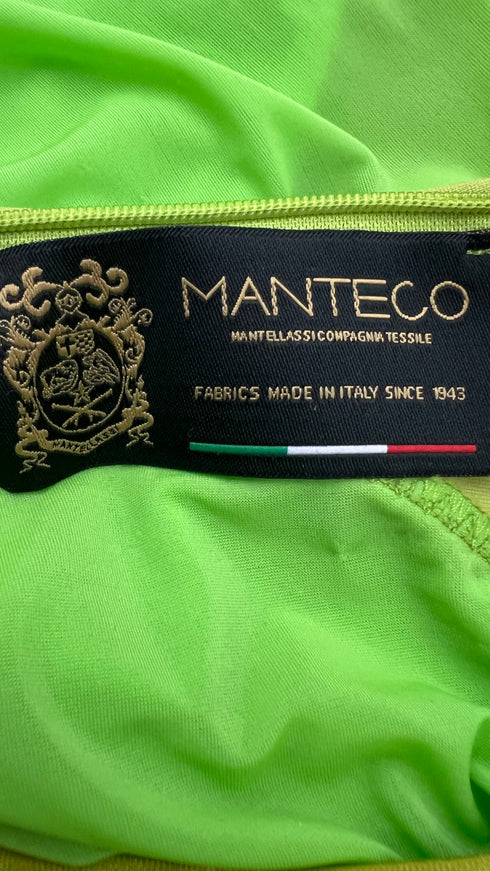 MANTECO
MANTELLASSI COMPAGNIA TESSILE
FABRICS MADE IN ITALY SINCE 1943